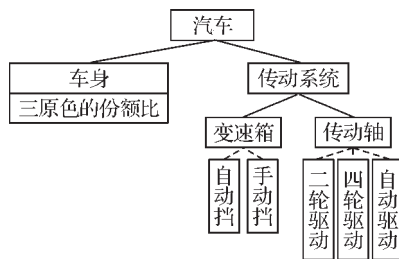 汽车
车身
三原色的份额比
传动系统
变速箱
传动轴
自动挡
手动挡
二轮驱动
四轮驱动
自动驱动